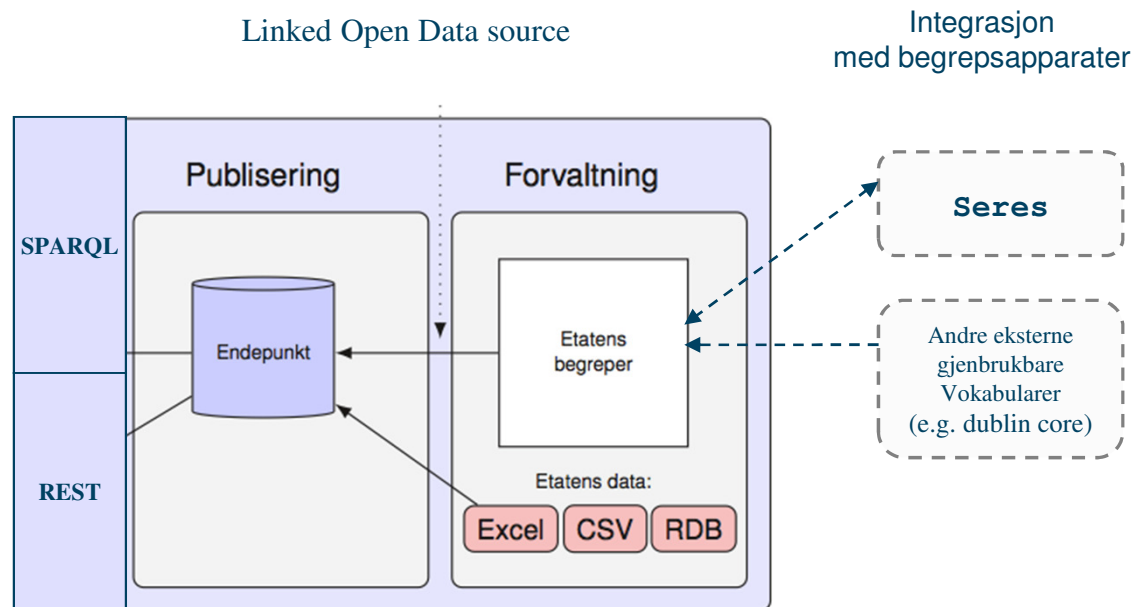 Linked Open Data source
Integrasjon
med begrepsapparater
Publisering
Forvaltning
SPARQL
REST
Endepunkt
Etatens
begreper
Etatens data:
Excel
CSV
RDB
Seres
Andre eksterne
gjenbrukbare
Vokabularer
(e.g. dublin core)